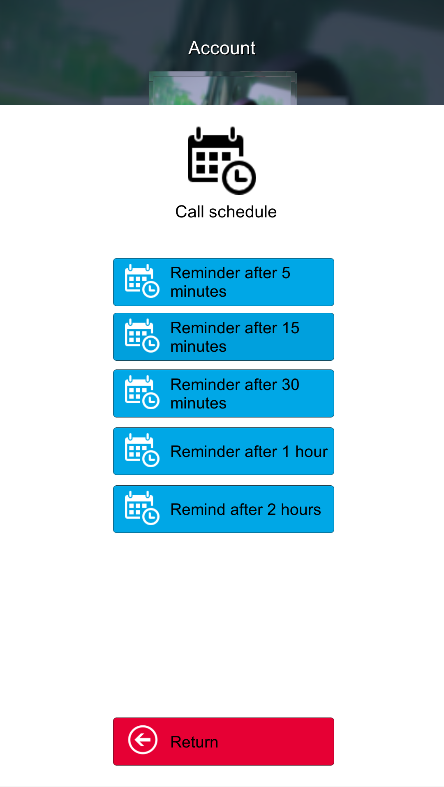 Account
Call schedule
Reminder after 5
minutes
Reminder after 15
minutes
Reminder after 30
minutes
Reminder after 1 hour
Remind after 2 hours
Return